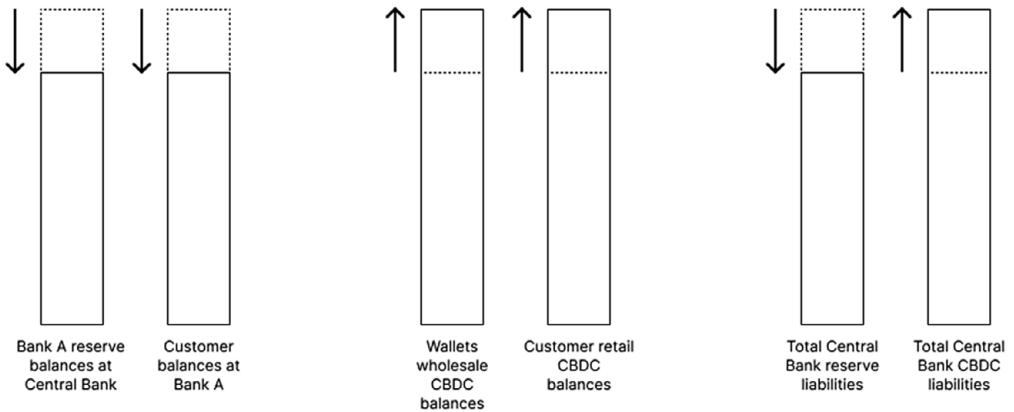 Bank A reserve
balances at
Central Bank
Customer
balances at
Bank A
Wallets
wholesale
CBDC
balances
Customer retail
CBDC
balances
Total Central
Bank reserve
liabilities
Total Central
Bank CBDC
liabilities